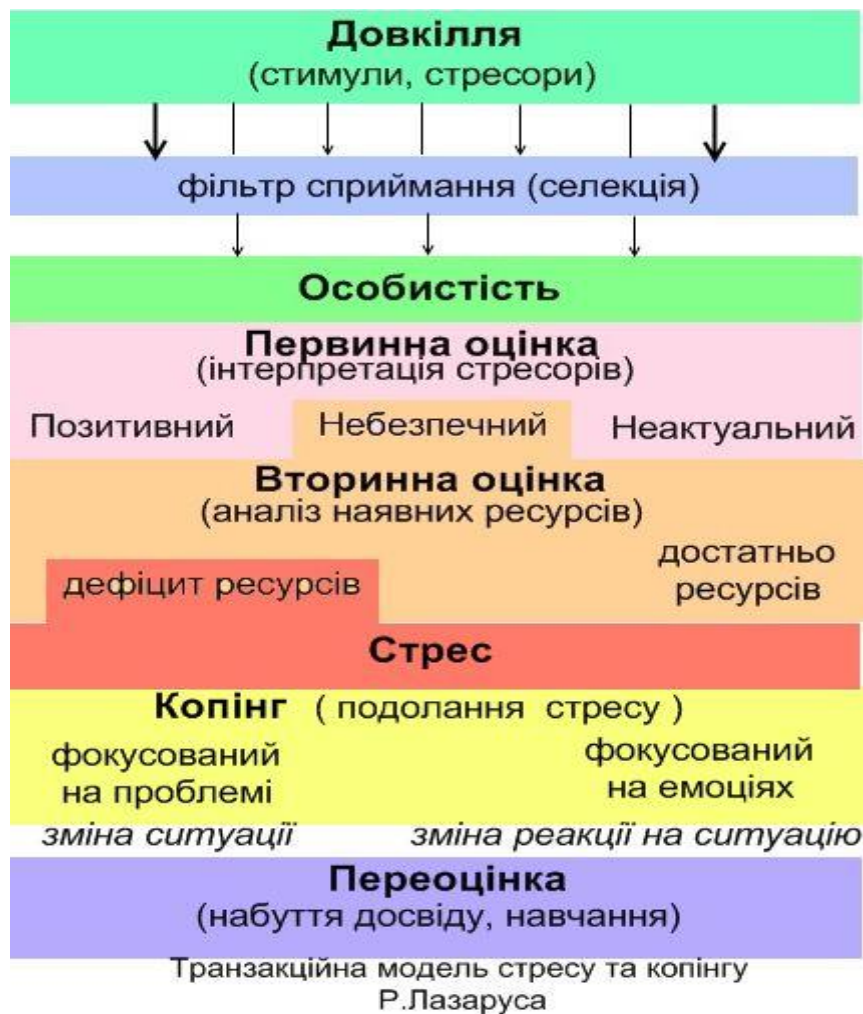 Довкілля
(стимули, стресори)
фільтр сприймання (селекція)
Особистість
Первинна оцінка
(інтерпретація стресорів)
Позитивний Небезпечний Неактуальний
Вторинна оцінка
(аналіз наявних ресурсів)
дефіцит ресурсів
достатньо
ресурсів
Стрес
Копінг ( подолання стресу )
фокусований
на проблемі
фокусований
на емоціях
зміна ситуації зміна реакції на ситуацію
Переоцінка
(набуття досвіду, навчання)
Транзакційна модель стресу та копінгу
Р.Лазаруса